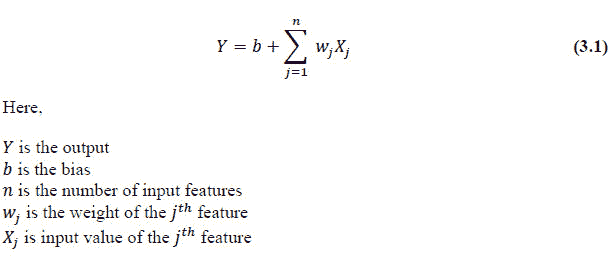 Y = b + ∑_{j=1}^{n} w_j X_j (3.1)
Here,
Y is the output
b is the bias
n is the number of input features
w_j is the weight of the j^{th} feature
X_j is input value of the j^{th} feature